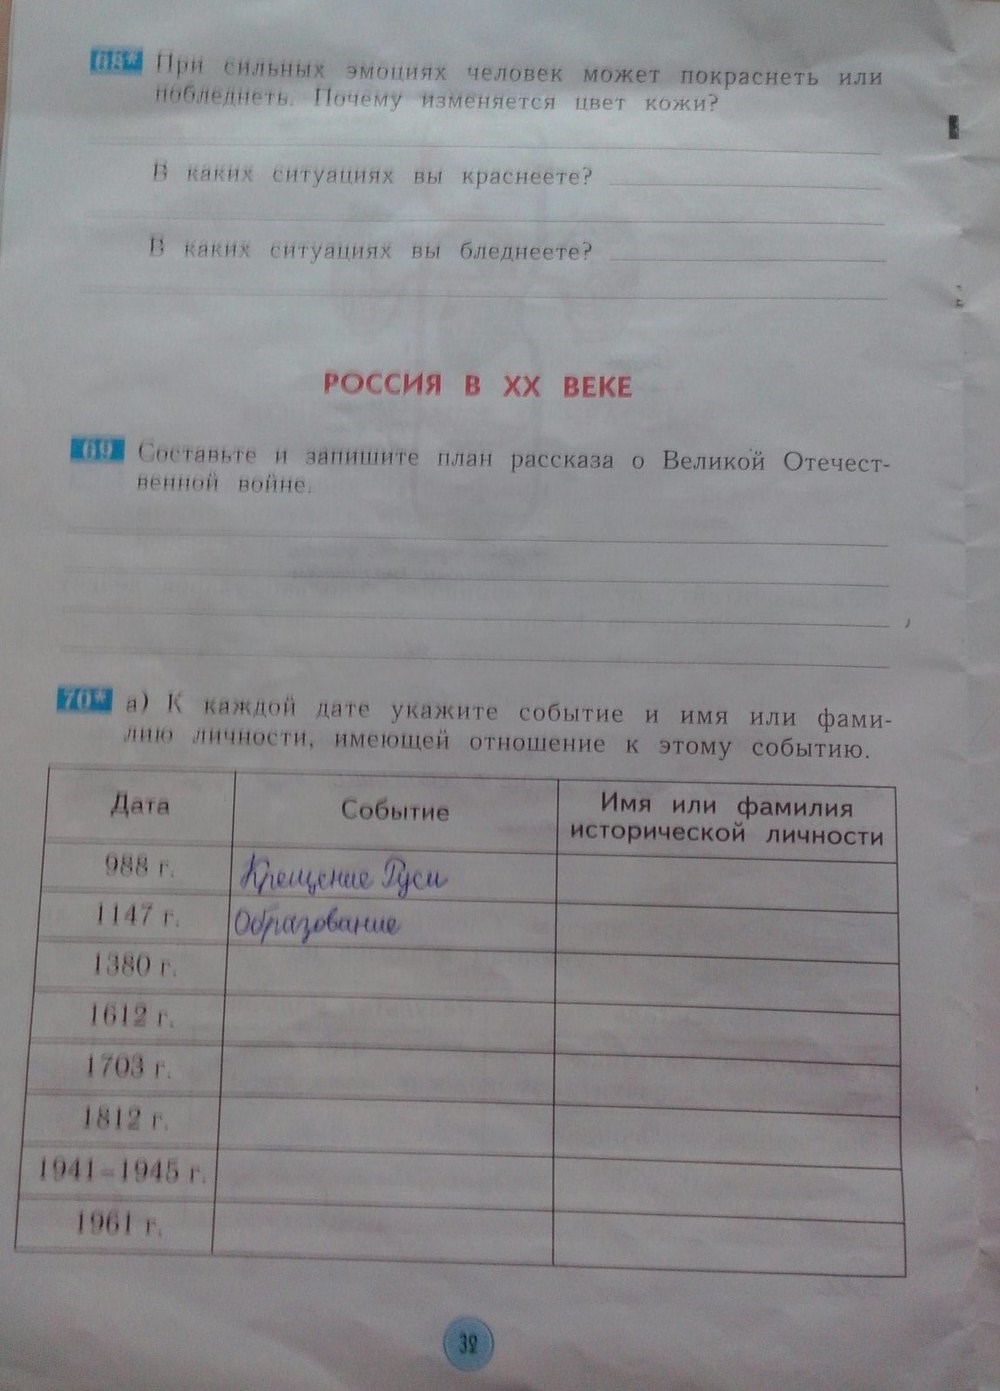 68* При сильных эмоциях человек может покраснеть или
побледнеть. Почему изменяется цвет кожи?
В каких ситуациях вы краснеете?
В каких ситуациях вы бледнеете?
РОССИЯ В XX ВЕКЕ
69 Составьте и запишите план рассказа о Великой Отечест-
венной войне.
70* а) К каждой дате укажите событие и имя или фами-
лию личности, имеющей отношение к этому событию.
Дата Событие Имя или фамилия
исторической личности
988 г. Крещение Руси
1147 г. Образование
1380 г.
1612 г.
1703 г.
1812 г.
1941–1945 г.
1961 г.
39